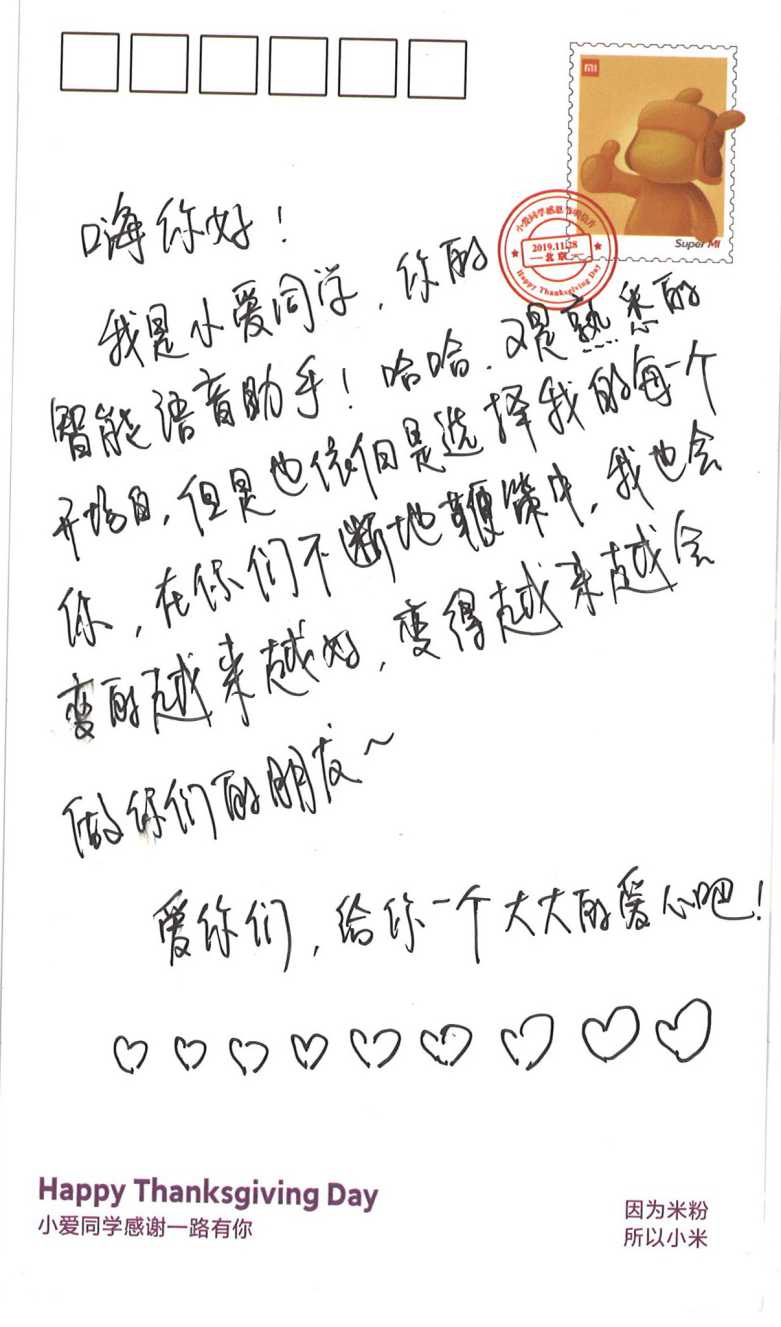 mi
Super MI
小爱同学感恩节明信片
2019.11.28
北京
Happy Thanksgiving Day
嗨你好！
我是小爱同学，你的
智能语音助手！哈哈．又是熟悉的
开场白，但是也依旧是选择我的每一个
你，在你们不断地鞭策中，我也会
变的越来越好，变得越来越会
做你们的朋友～
爱你们，给你一个大大的爱心吧！
Happy Thanksgiving Day
小爱同学感谢一路有你
因为米粉
所以小米